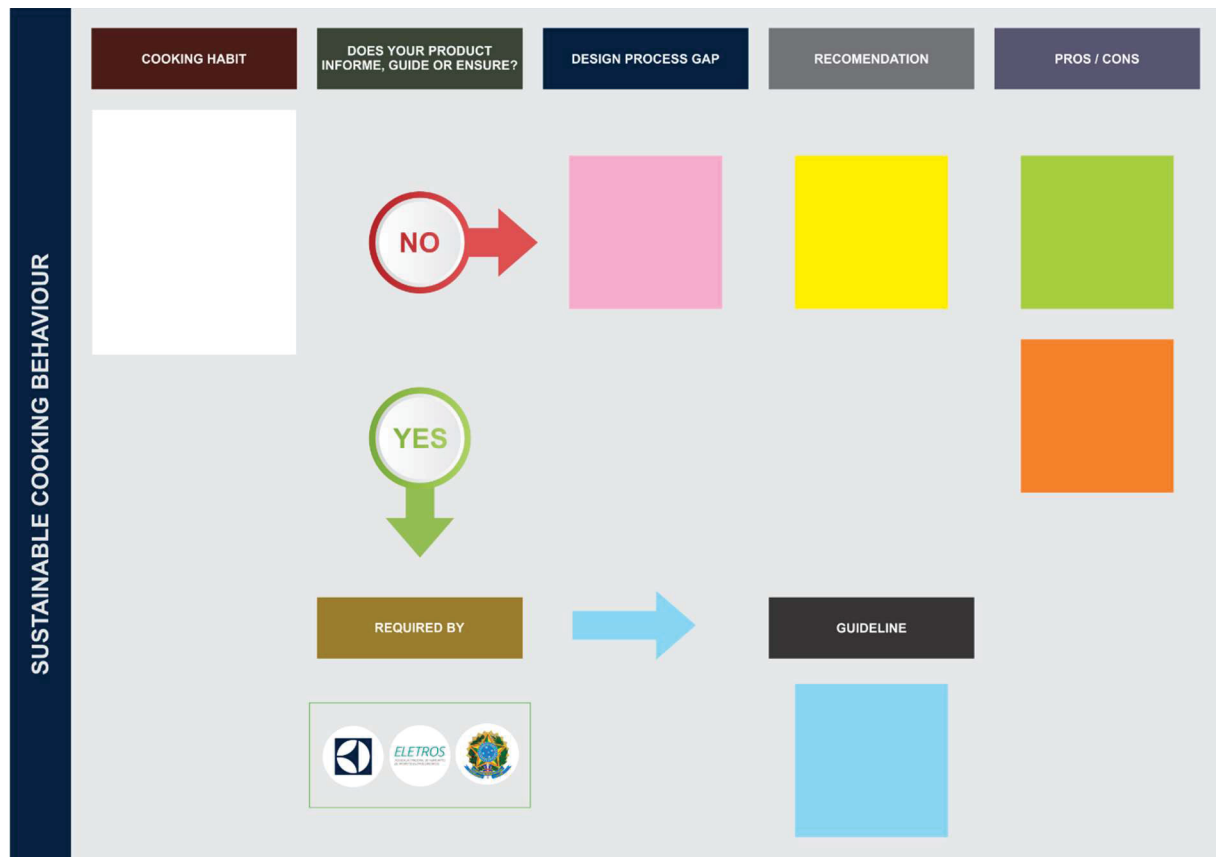 SUSTAINABLE COOKING BEHAVIOUR
COOKING HABIT
DOES YOUR PRODUCT
INFORME, GUIDE OR ENSURE?
DESIGN PROCESS GAP
RECOMENDATION
PROS / CONS
NO
YES
REQUIRED BY
GUIDELINE
ELETROS